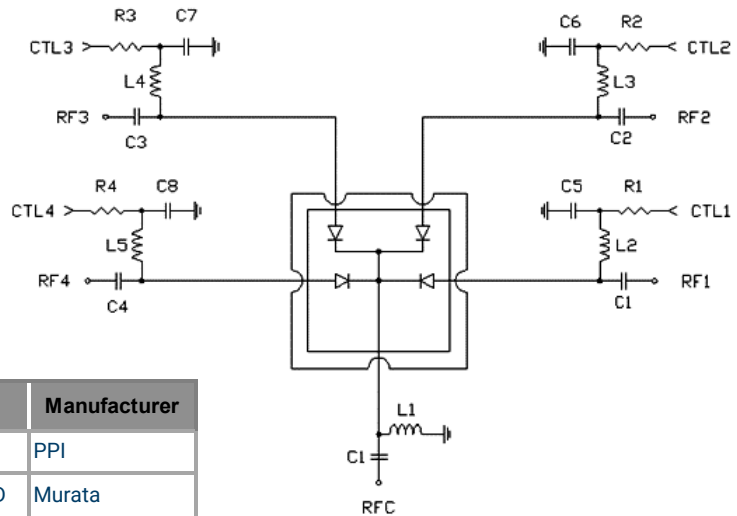 R3 C7
CTL3
L4
RF3
C3
C6 R2
CTL2
L3
RF2
C2
R4 C8
CTL4
L5
RF4
C4
C5 R1
CTL1
L2
RF1
C1
L1
C1
RFC
Manufacturer
PPI
Murata